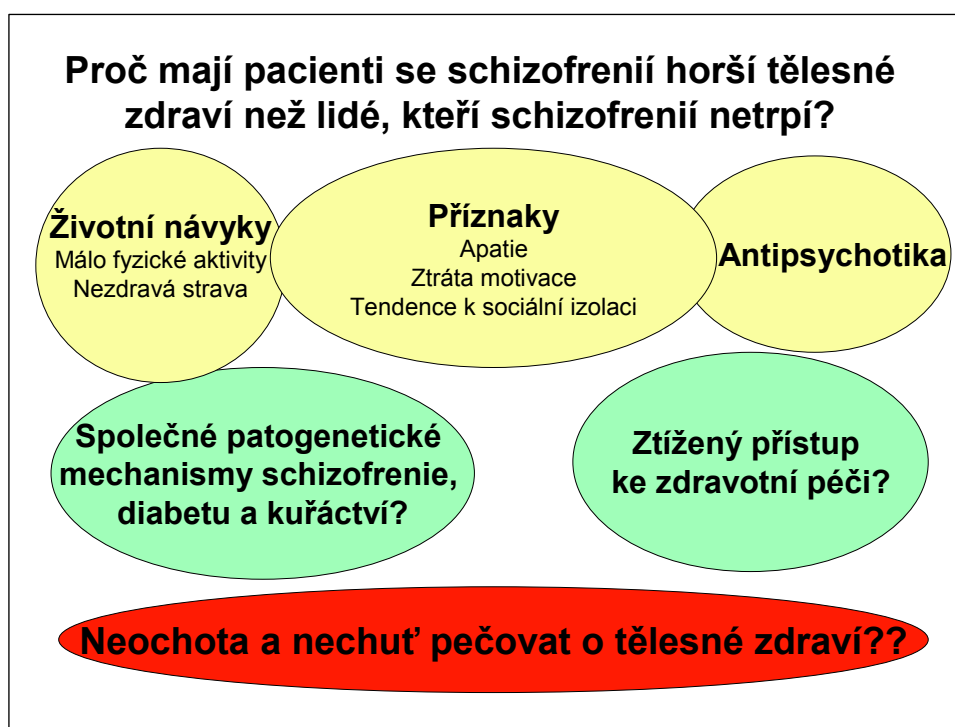 Proč mají pacienti se schizofrenií horší tělesné
zdraví než lidé, kteří schizofrenií netrpí?
Životní návyky
Málo fyzické aktivity
Nezdravá strava
Příznaky
Apatie
Ztráta motivace
Tendence k sociální izolaci
Antipsychotika
Společné patogenetické
mechanismy schizofrenie,
diabetu a kuřáctví?
Ztížený přístup
ke zdravotní péči?
Neochota a nechuť pečovat o tělesné zdraví??